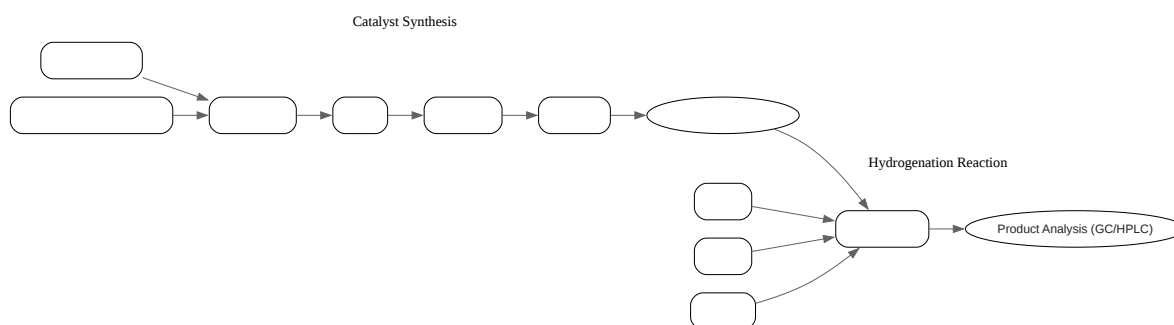 Catalyst Synthesis
Hydrogenation Reaction
Product Analysis (GC/HPLC)